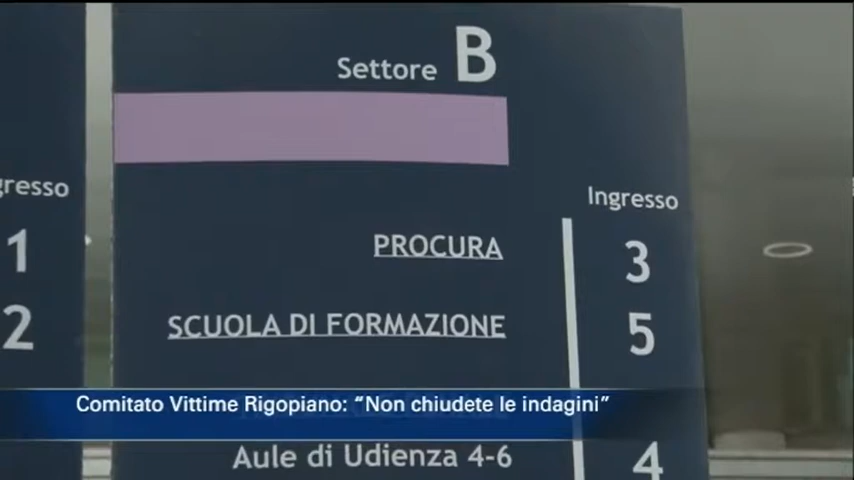 Settore B
Ingresso
Ingresso
1
PROCURA
3
2
SCUOLA DI FORMAZIONE
5
Comitato Vittime Rigopiano: “Non chiudete le indagini”
Aule di Udienza 4-6
4